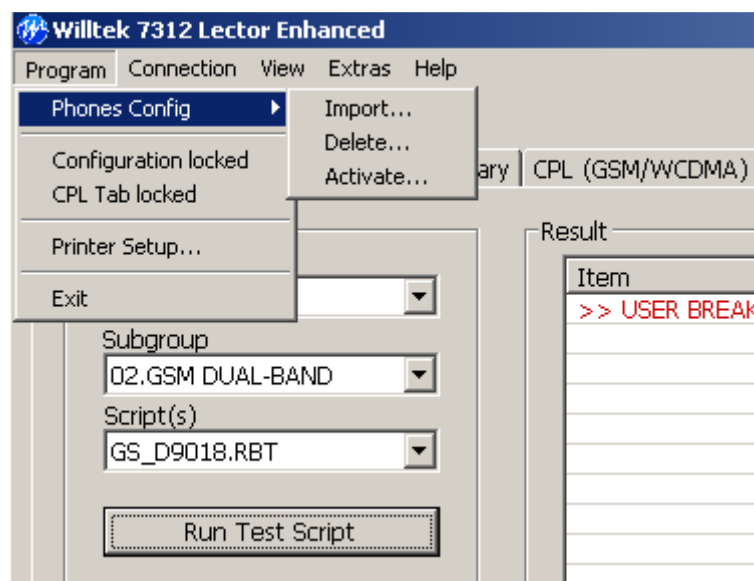 Willtek 7312 Lector Enhanced
Program Connection View Extras Help
Phones Config
Import...
Delete...
Activate...
Configuration locked
CPL Tab locked
Printer Setup...
Exit
CPL (GSM/WCDMA)
Subgroup
02.GSM DUAL-BAND
Script(s)
GS_D9018.RBT
Run Test Script
Result
Item
>> USER BREAK